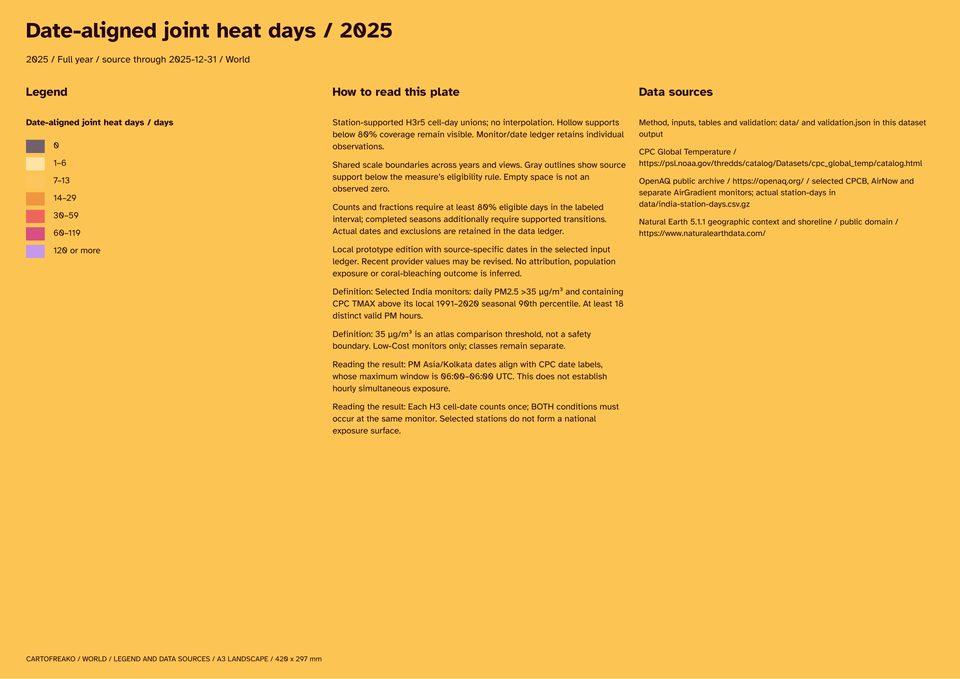 Date-aligned joint heat days / 2025
2025 / Full year / source through 2025-12-31 / World
Legend
Date-aligned joint heat days / days
0
1–6
7–13
14–29
30–59
60–119
120 or more
How to read this plate
Station-supported H3r5 cell-day unions; no interpolation. Hollow supports
below 80% coverage remain visible. Monitor/date ledger retains individual
observations.
Shared scale boundaries across years and views. Gray outlines show source
support below the measure's eligibility rule. Empty space is not an
observed zero.
Counts and fractions require at least 80% eligible days in the labeled
interval; completed seasons additionally require supported transitions.
Actual dates and exclusions are retained in the data ledger.
Local prototype edition with source-specific dates in the selected input
ledger. Recent provider values may be revised. No attribution, population
exposure or coral-bleaching outcome is inferred.
Definition: Selected India monitors: daily PM2.5 >35 µg/m³ and containing
CPC TMAX above its local 1991–2020 seasonal 90th percentile. At least 18
distinct valid PM hours.
Definition: 35 µg/m³ is an atlas comparison threshold, not a safety
boundary. Low-Cost monitors only; classes remain separate.
Reading the result: PM Asia/Kolkata dates align with CPC date labels,
whose maximum window is 06:00–06:00 UTC. This does not establish
hourly simultaneous exposure.
Reading the result: Each H3 cell-date counts once; BOTH conditions must
occur at the same monitor. Selected stations do not form a national
exposure surface.
Data sources
Method, inputs, tables and validation: data/ and validation.json in this dataset
output
CPC Global Temperature /
https://psl.noaa.gov/thredds/catalog/Datasets/cpc_global_temp/catalog.html
OpenAQ public archive / https://openaq.org/ / selected CPCB, AirNow and
separate AirGradient monitors; actual station-days in
data/india-station-days.csv.gz
Natural Earth 5.1.1 geographic context and shoreline / public domain /
https://www.naturalearthdata.com/
CARTOFREAKO / WORLD / LEGEND AND DATA SOURCES / A3 LANDSCAPE / 420 x 297 mm